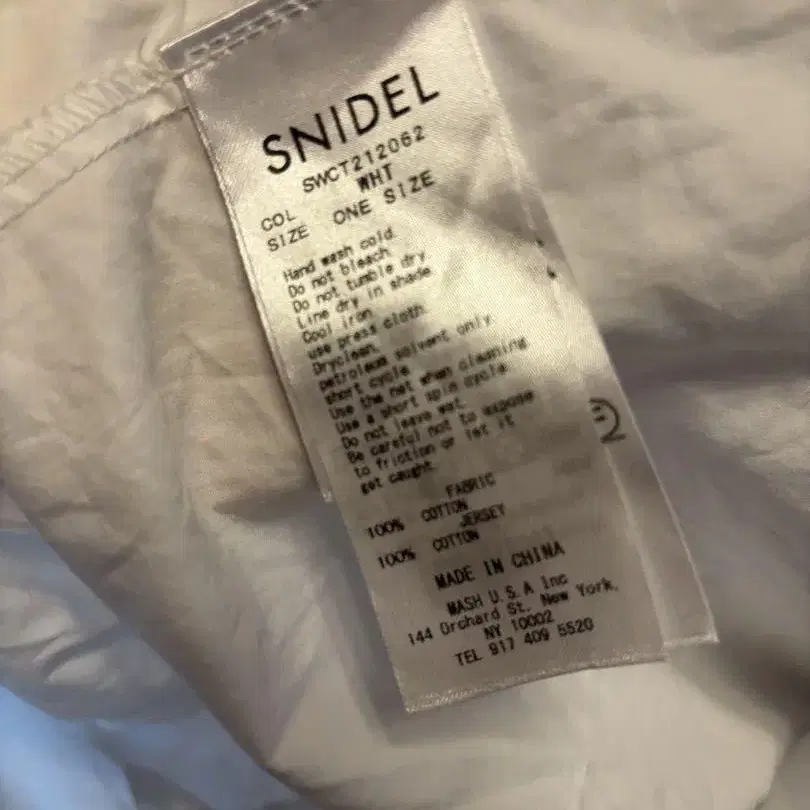 SNIDEL
SWCT212062
COL WHT
SIZE ONE SIZE
Hand wash cold.
Do not bleach.
Do not tumble dry
Line dry in shade.
Cool iron
use press cloth.
Dryclean,
petroleum solvent only
short cycle.
Use the net when cleaning
Use a short spin cycle
Do not leave wet.
Be careful not to expose
to friction or let it
get caught.
FABRIC
100% COTTON
JERSEY
100% COTTON
MADE IN CHINA
MASH U.S.A Inc
144 Orchard St. New York,
NY 10002
TEL 917 409 5520